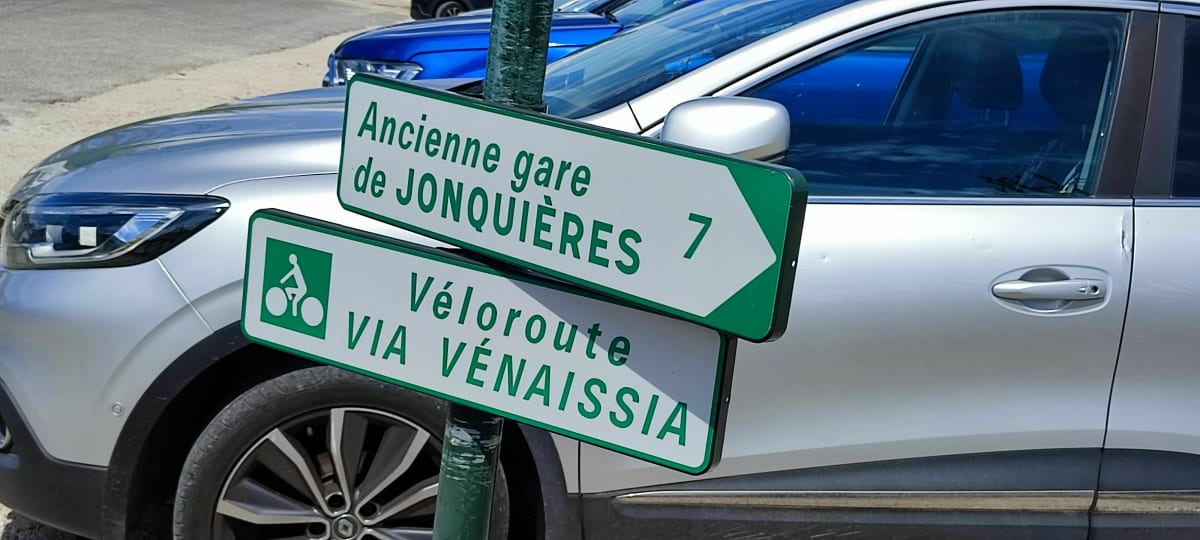 Ancienne gare
de JONQUIÈRES 7
Véloroute
VIA VÉNAISSIA